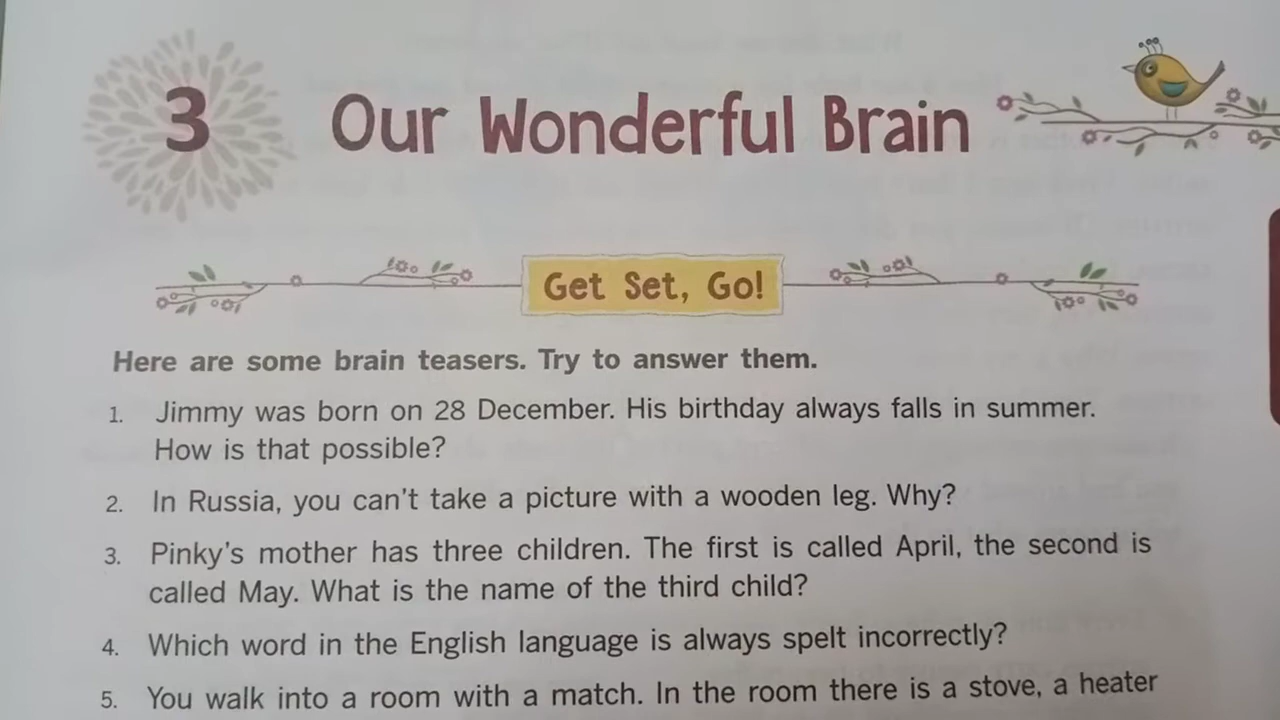 3 Our Wonderful Brain
Get Set, Go!
Here are some brain teasers. Try to answer them.
1. Jimmy was born on 28 December. His birthday always falls in summer.
How is that possible?
2. In Russia, you can't take a picture with a wooden leg. Why?
3. Pinky's mother has three children. The first is called April, the second is
called May. What is the name of the third child?
4. Which word in the English language is always spelt incorrectly?
5. You walk into a room with a match. In the room there is a stove, a heater